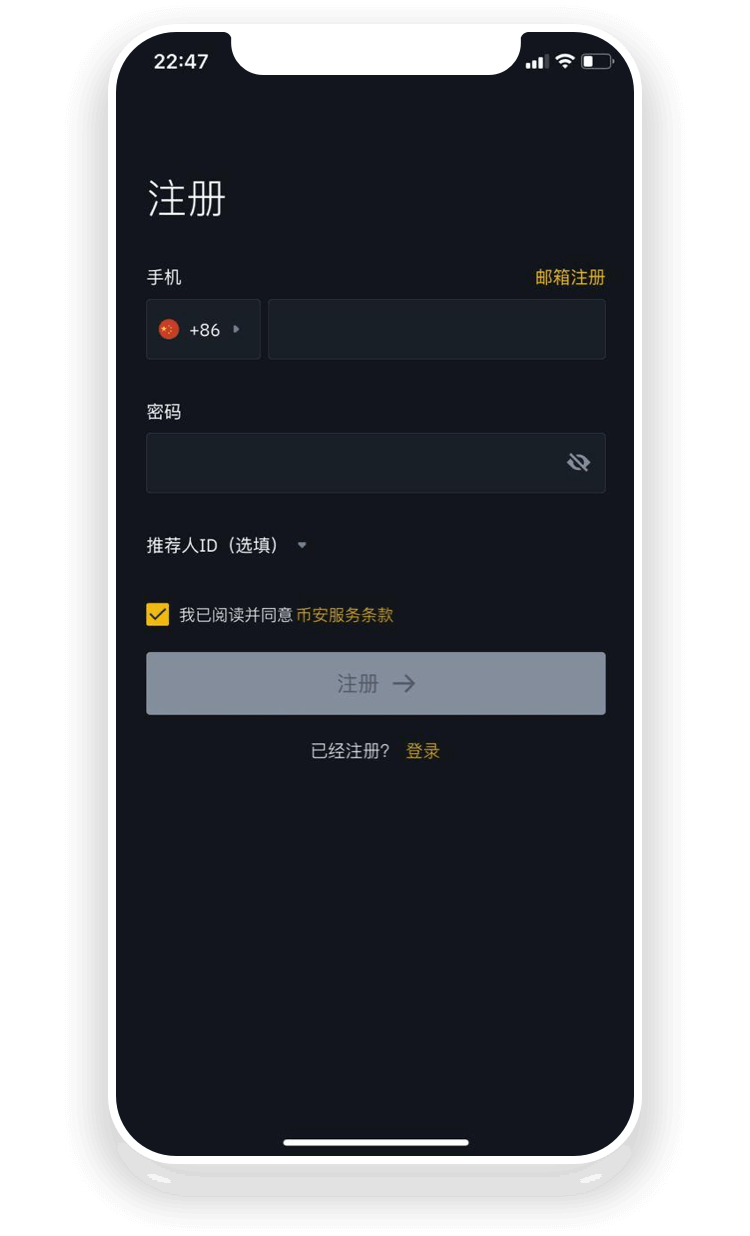 22:47
注册
手机 邮箱注册
+86
密码
推荐人ID（选填）
我已阅读并同意币安服务条款
注册 →
已经注册? 登录